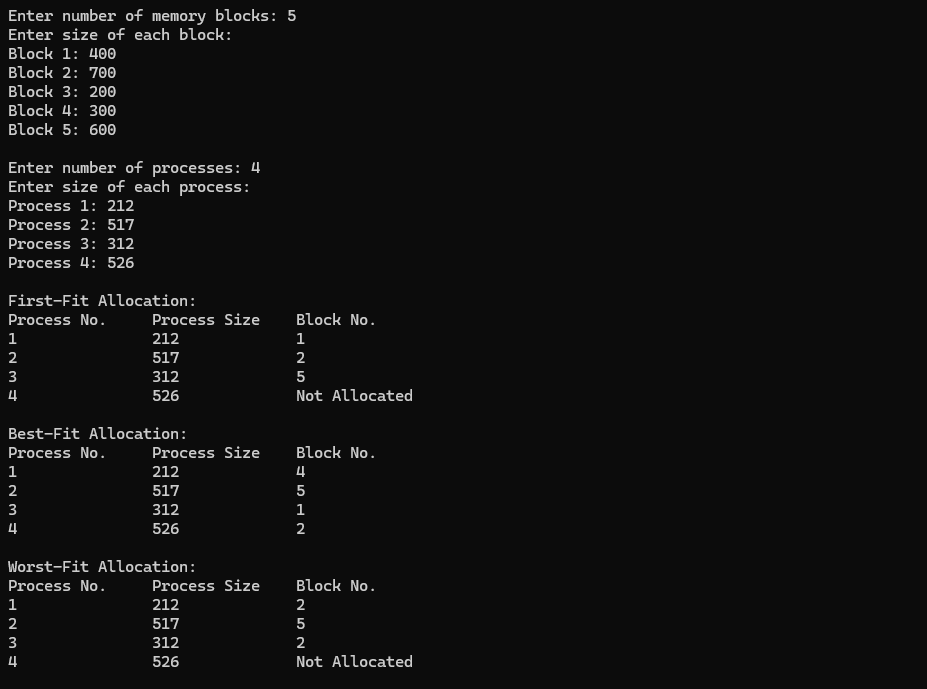 Enter number of memory blocks: 5
Enter size of each block:
Block 1: 400
Block 2: 700
Block 3: 200
Block 4: 300
Block 5: 600
Enter number of processes: 4
Enter size of each process:
Process 1: 212
Process 2: 517
Process 3: 312
Process 4: 526
First-Fit Allocation:
Process No. Process Size Block No.
1 212 1
2 517 2
3 312 5
4 526 Not Allocated
Best-Fit Allocation:
Process No. Process Size Block No.
1 212 4
2 517 5
3 312 1
4 526 2
Worst-Fit Allocation:
Process No. Process Size Block No.
1 212 2
2 517 5
3 312 2
4 526 Not Allocated